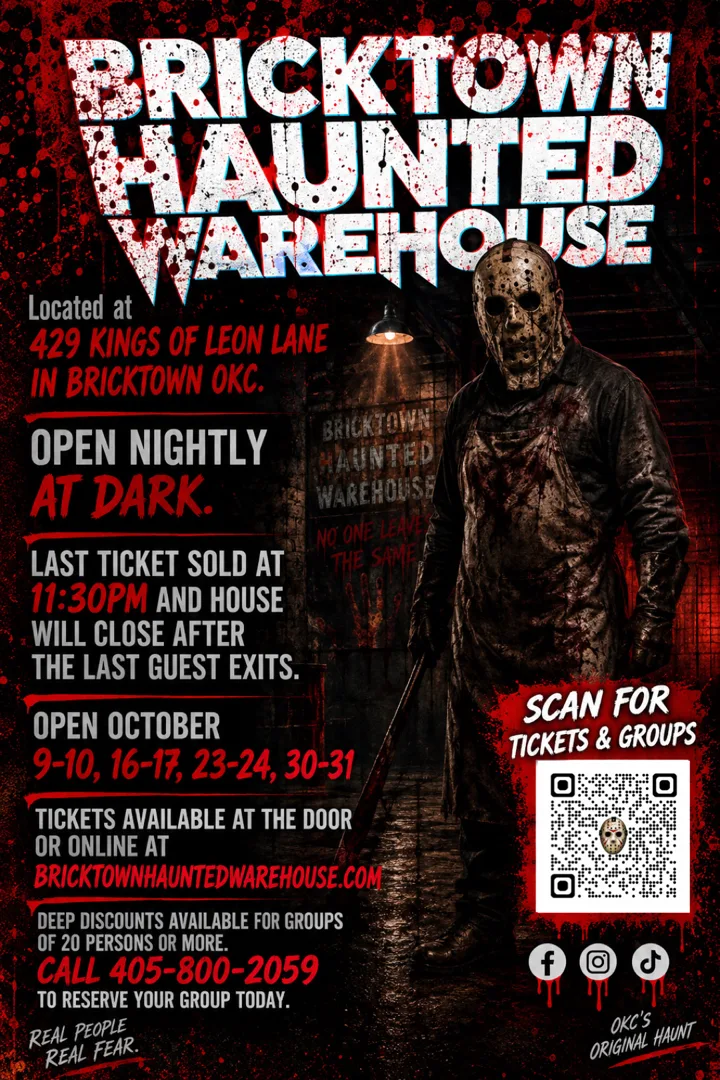 BRICKTOWN
HAUNTED
WAREHOUSE
Located at
429 KINGS OF LEON LANE
IN BRICKTOWN OKC.
OPEN NIGHTLY
AT DARK.
LAST TICKET SOLD AT
11:30PM AND HOUSE
WILL CLOSE AFTER
THE LAST GUEST EXITS.
OPEN OCTOBER
9-10, 16-17, 23-24, 30-31
TICKETS AVAILABLE AT THE DOOR
OR ONLINE AT
BRICKTOWNHAUNTEDWAREHOUSE.COM
DEEP DISCOUNTS AVAILABLE FOR GROUPS
OF 20 PERSONS OR MORE.
CALL 405-800-2059
TO RESERVE YOUR GROUP TODAY.
REAL PEOPLE
REAL FEAR.
BRICKTOWN
HAUNTED
WAREHOUSE
NO ONE LEAVES
THE SAME
SCAN FOR
TICKETS & GROUPS
OKC'S
ORIGINAL HAUNT